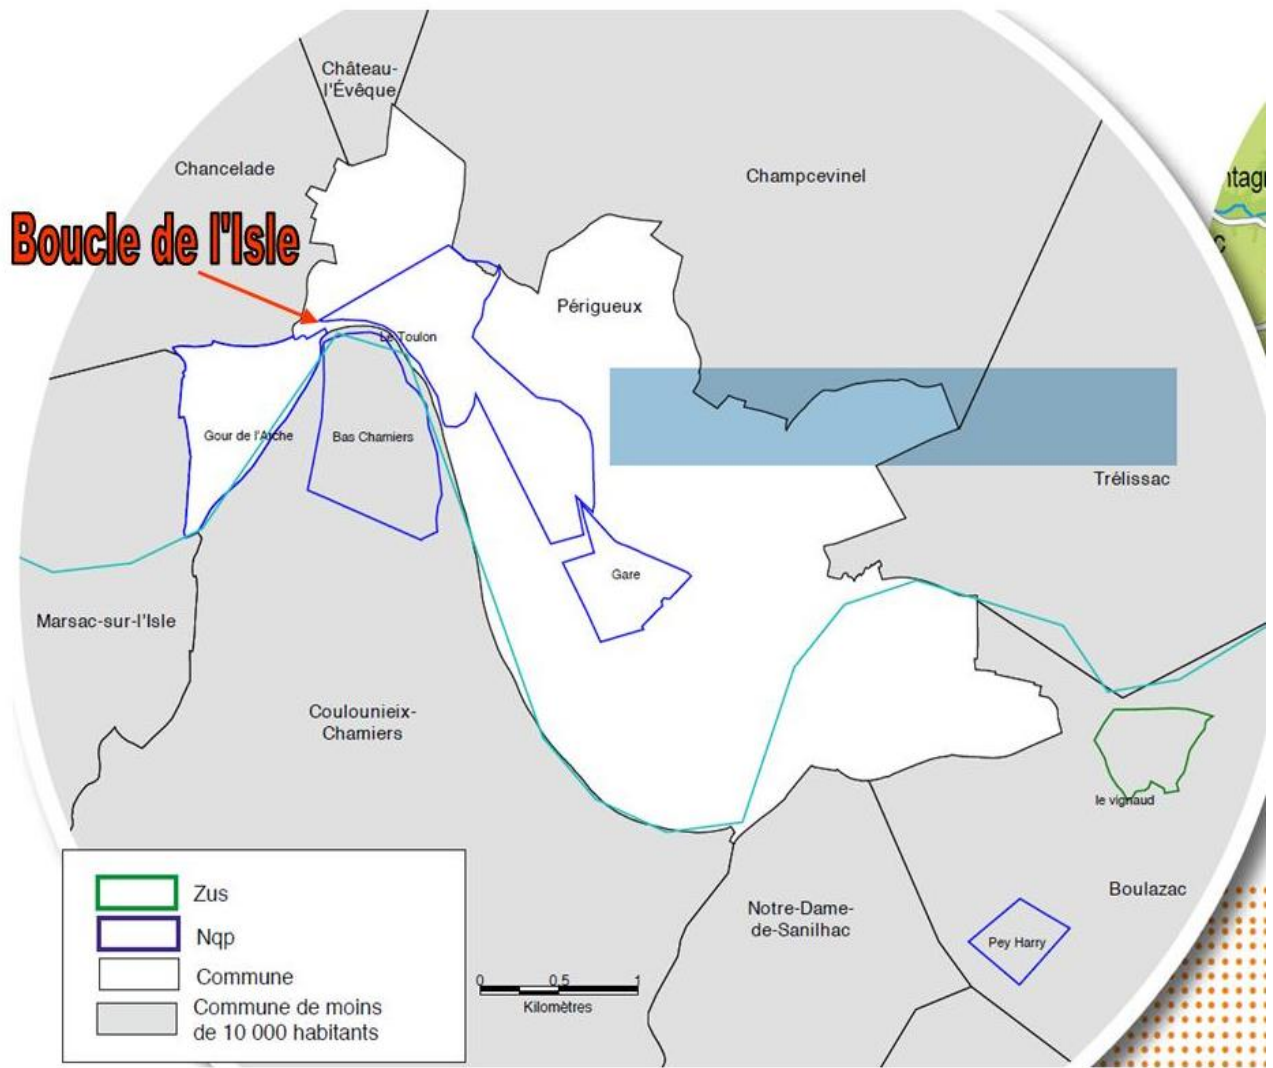 Château-
l'Évêque
Chancelade
Champcevinel
Boucle de l'Isle
Périgueux
Le Toulon
Gour de l'Arche
Bas Chamiers
Trélissac
Gare
Marsac-sur-l'Isle
Coulounieix-
Chamiers
le vignaud
Boulazac
Notre-Dame-
de-Sanilhac
Pey Harry
Zus
Nqp
Commune
Commune de moins
de 10 000 habitants
0 0,5 1
Kilomètres